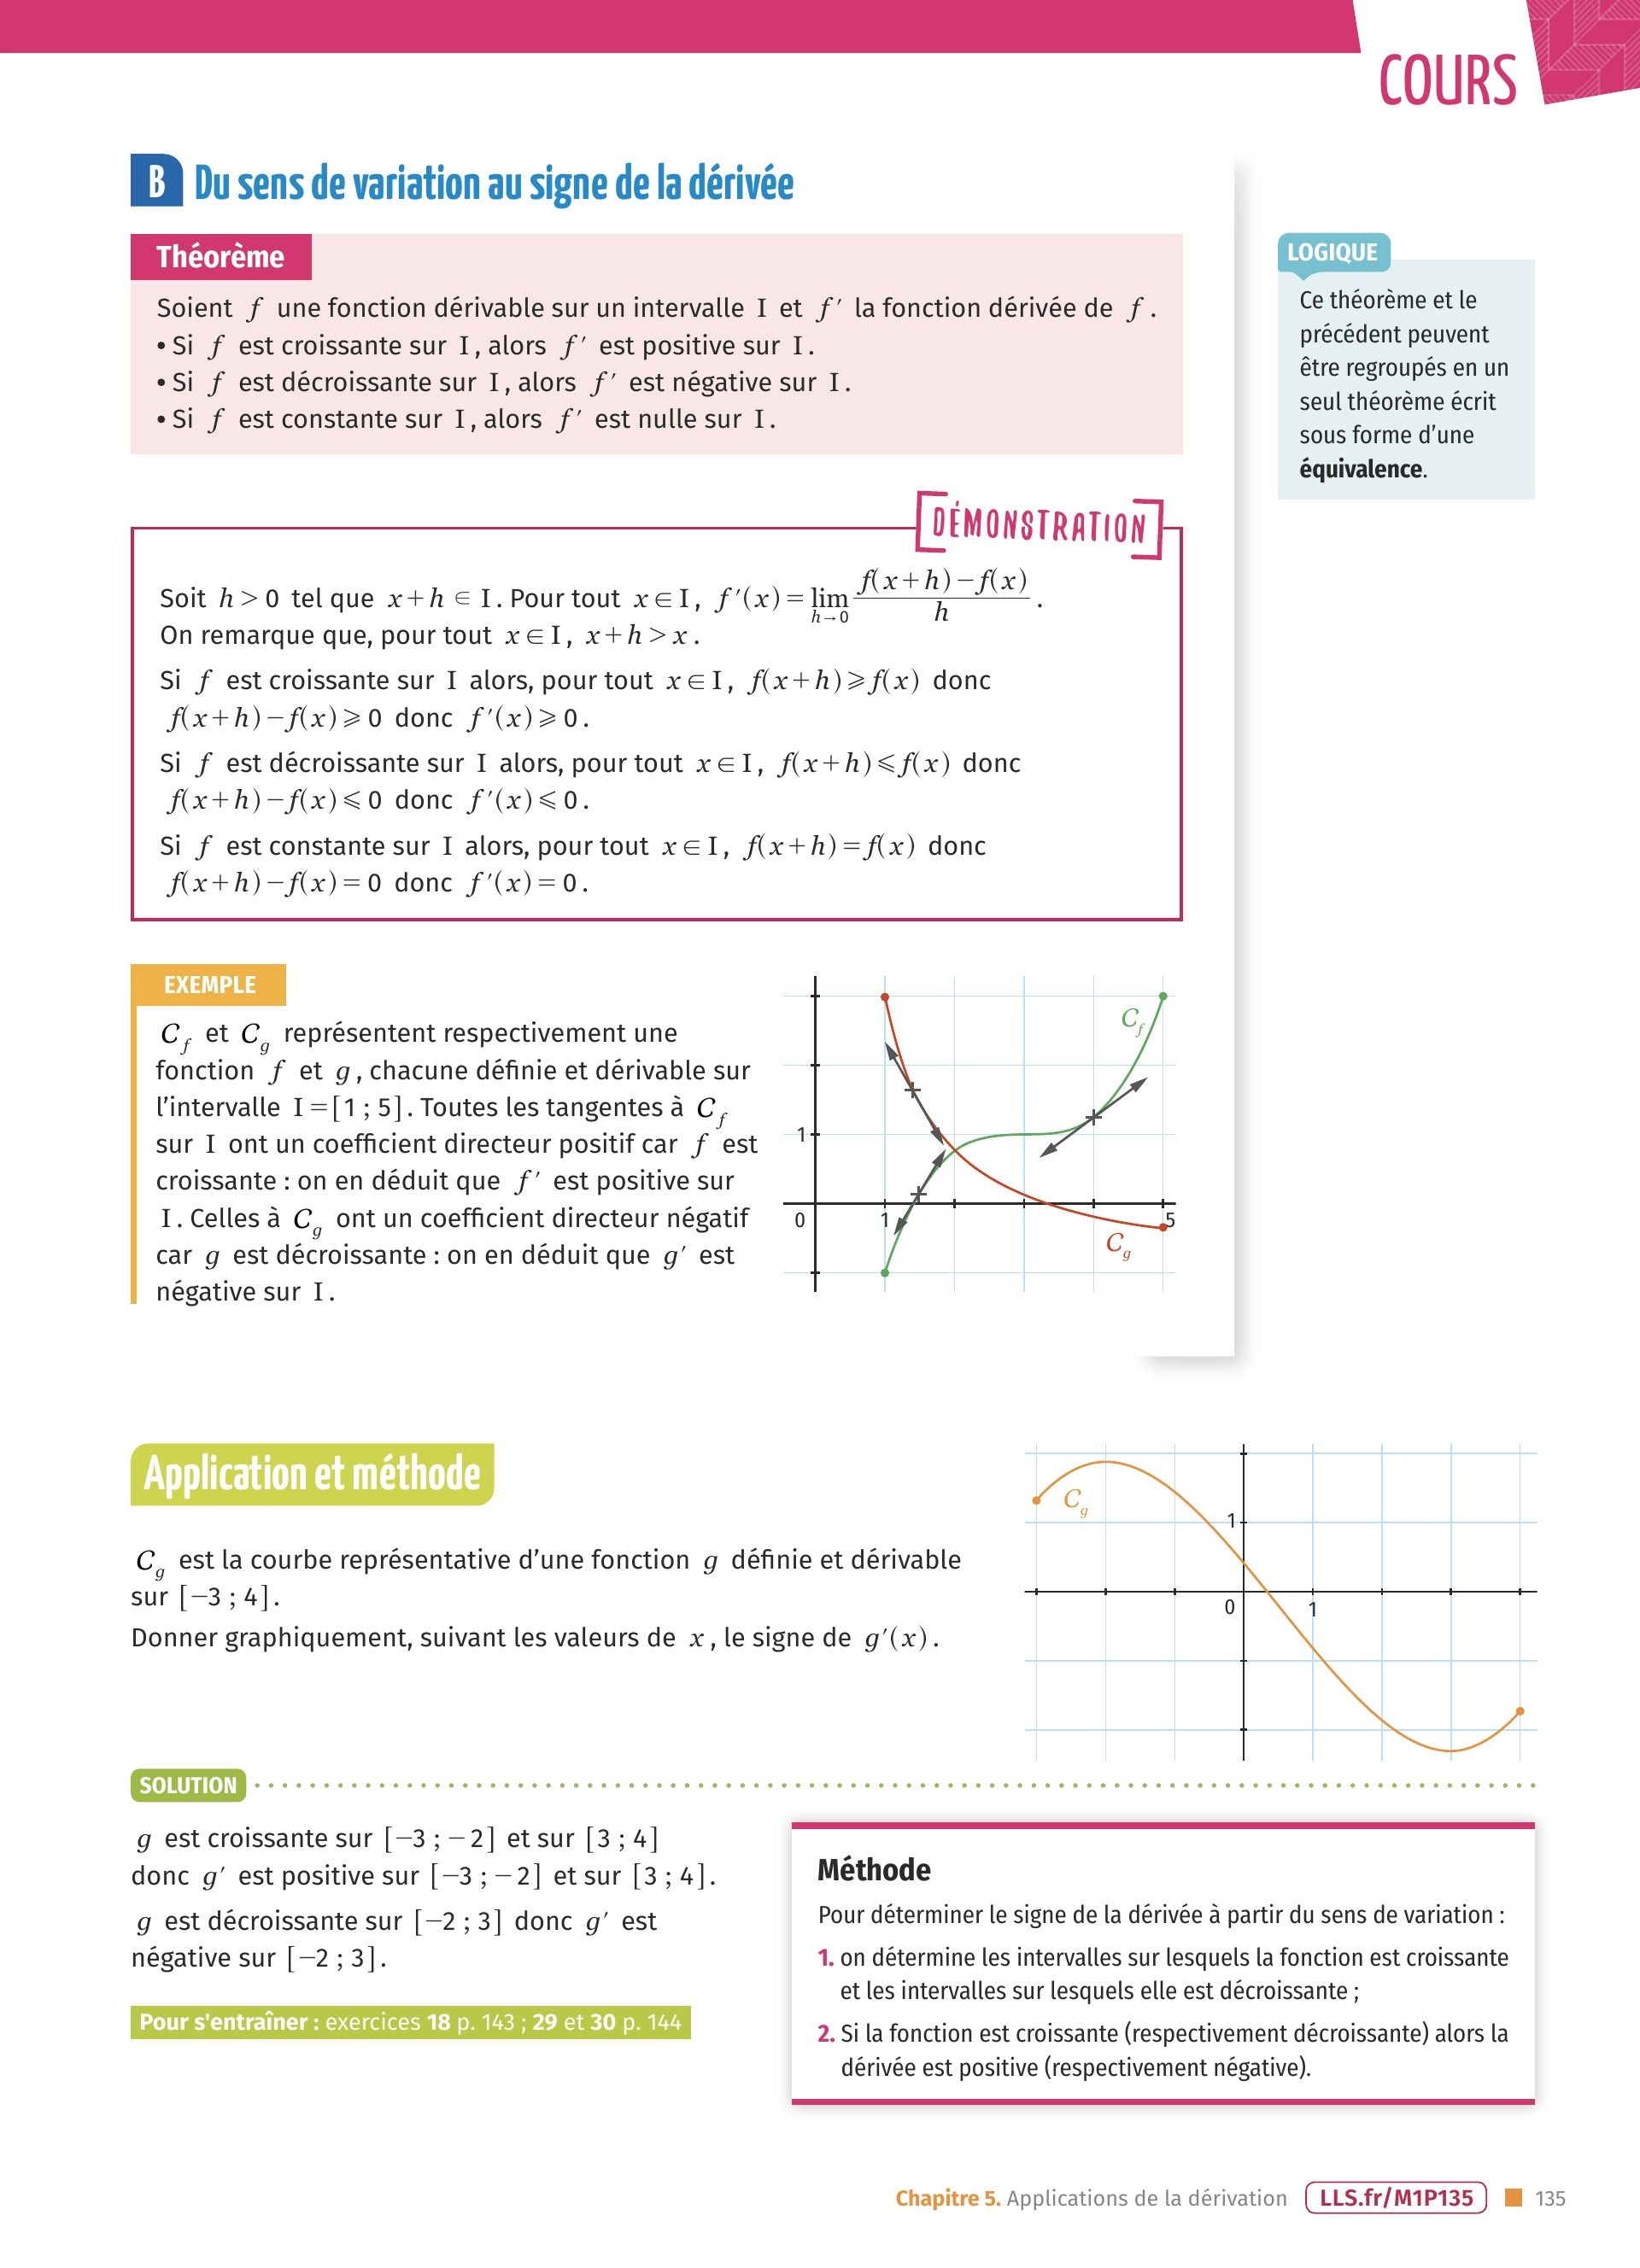 COURS
B Du sens de variation au signe de la dérivée
Théorème
Soient f une fonction dérivable sur un intervalle I et f′ la fonction dérivée de f.
• Si f est croissante sur I, alors f′ est positive sur I.
• Si f est décroissante sur I, alors f′ est négative sur I.
• Si f est constante sur I, alors f′ est nulle sur I.
LOGIQUE
Ce théorème et le
précédent peuvent
être regroupés en un
seul théorème écrit
sous forme d’une
équivalence.
DÉMONSTRATION
Soit h > 0 tel que x + h ∈ I. Pour tout x ∈ I, f′(x) = lim h→0 (f(x+h)−f(x))/h.
On remarque que, pour tout x ∈ I, x + h > x.
Si f est croissante sur I alors, pour tout x ∈ I, f(x+h) ⩾ f(x) donc
f(x+h) − f(x) ⩾ 0 donc f′(x) ⩾ 0.
Si f est décroissante sur I alors, pour tout x ∈ I, f(x+h) ⩽ f(x) donc
f(x+h) − f(x) ⩽ 0 donc f′(x) ⩽ 0.
Si f est constante sur I alors, pour tout x ∈ I, f(x+h) = f(x) donc
f(x+h) − f(x) = 0 donc f′(x) = 0.
EXEMPLE
C_f et C_g représentent respectivement une
fonction f et g, chacune définie et dérivable sur
l’intervalle I = [1 ; 5]. Toutes les tangentes à C_f
sur I ont un coefficient directeur positif car f est
croissante : on en déduit que f′ est positive sur
I. Celles à C_g ont un coefficient directeur négatif
car g est décroissante : on en déduit que g′ est
négative sur I.
C_f
1
0
1
5
C_g
Application et méthode
C_g est la courbe représentative d’une fonction g définie et dérivable
sur [−3 ; 4].
Donner graphiquement, suivant les valeurs de x, le signe de g′(x).
C_g
1
0
1
SOLUTION
g est croissante sur [−3 ; −2] et sur [3 ; 4]
donc g′ est positive sur [−3 ; −2] et sur [3 ; 4].
g est décroissante sur [−2 ; 3] donc g′ est
négative sur [−2 ; 3].
Pour s'entraîner : exercices 18 p. 143 ; 29 et 30 p. 144
Méthode
Pour déterminer le signe de la dérivée à partir du sens de variation :
1. on détermine les intervalles sur lesquels la fonction est croissante
et les intervalles sur lesquels elle est décroissante ;
2. Si la fonction est croissante (respectivement décroissante) alors la
dérivée est positive (respectivement négative).
Chapitre 5. Applications de la dérivation LLS.fr/M1P135 135